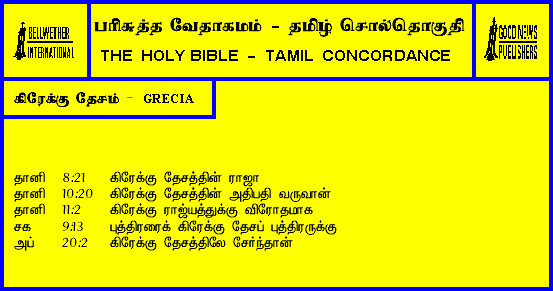 BELLWETHER
INTERNATIONAL
பரிசுத்த வேதாகமம் - தமிழ் சொல்தொகுதி
THE HOLY BIBLE - TAMIL CONCORDANCE
GOOD NEWS
PUBLISHERS
கிரேக்கு தேசம் - GRECIA
தானி 8:21 கிரேக்கு தேசத்தின் ராஜா
தானி 10:20 கிரேக்கு தேசத்தின் அதிபதி வருவான்
தானி 11:2 கிரேக்கு ராஜ்யத்துக்கு விரோதமாக
சக 9:13 புத்திரரைக் கிரேக்கு தேசப் புத்திரருக்கு
அப் 20:2 கிரேக்கு தேசத்திலே சேர்ந்தான்